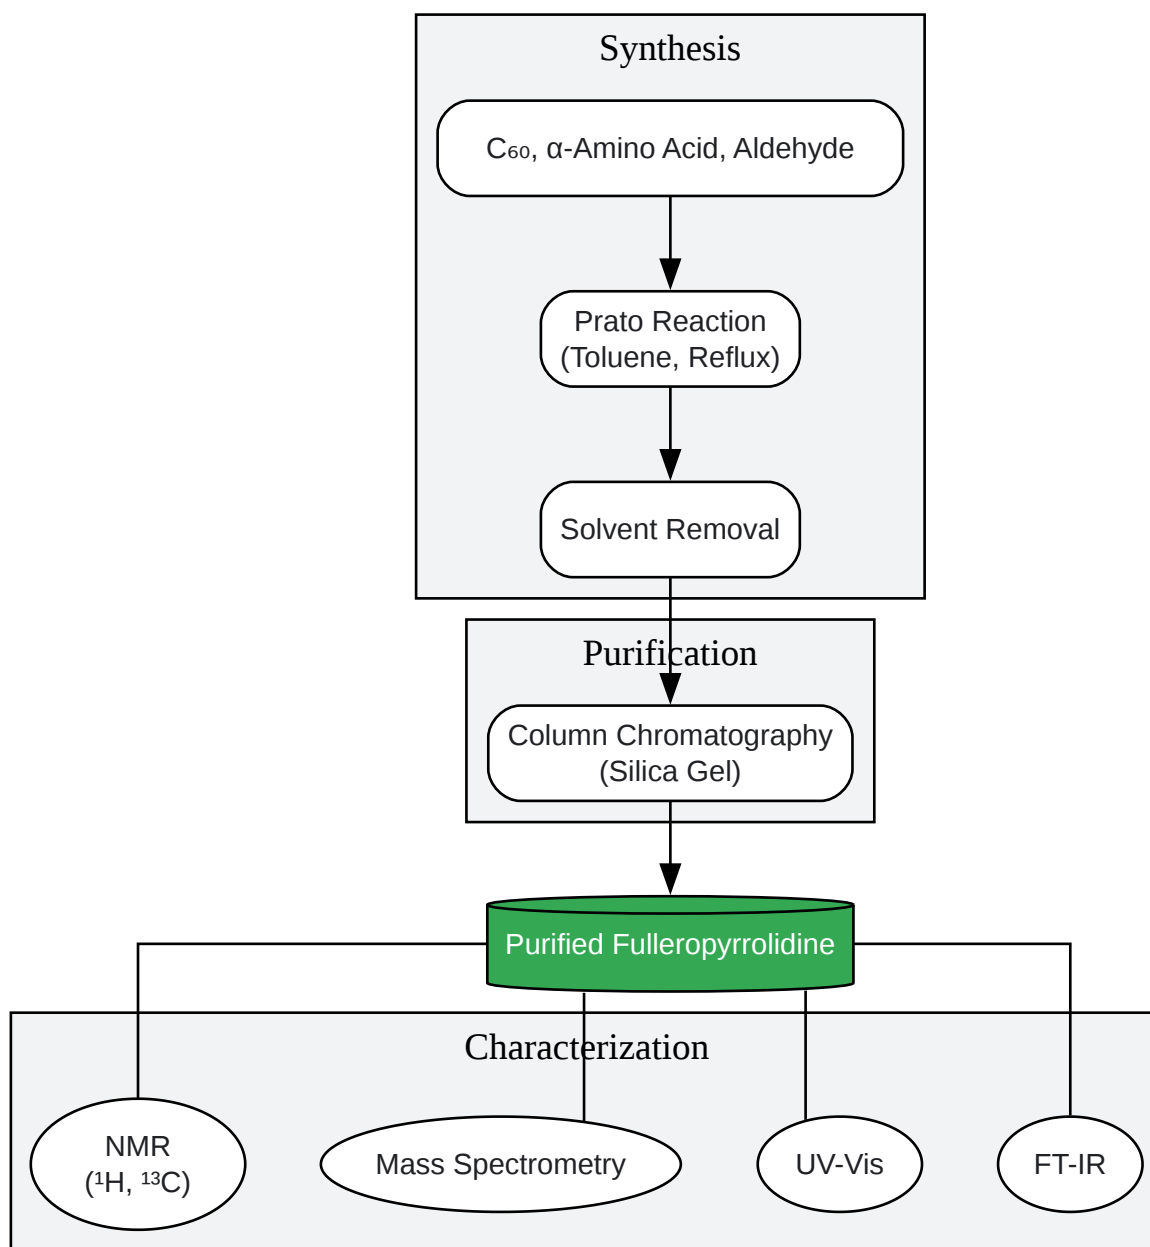 Synthesis
C₆₀, α-Amino Acid, Aldehyde
Prato Reaction
(Toluene, Reflux)
Solvent Removal
Purification
Column Chromatography
(Silica Gel)
Purified Fulleropyrrolidine
Characterization
NMR
(¹H, ¹³C)
Mass Spectrometry
UV-Vis
FT-IR